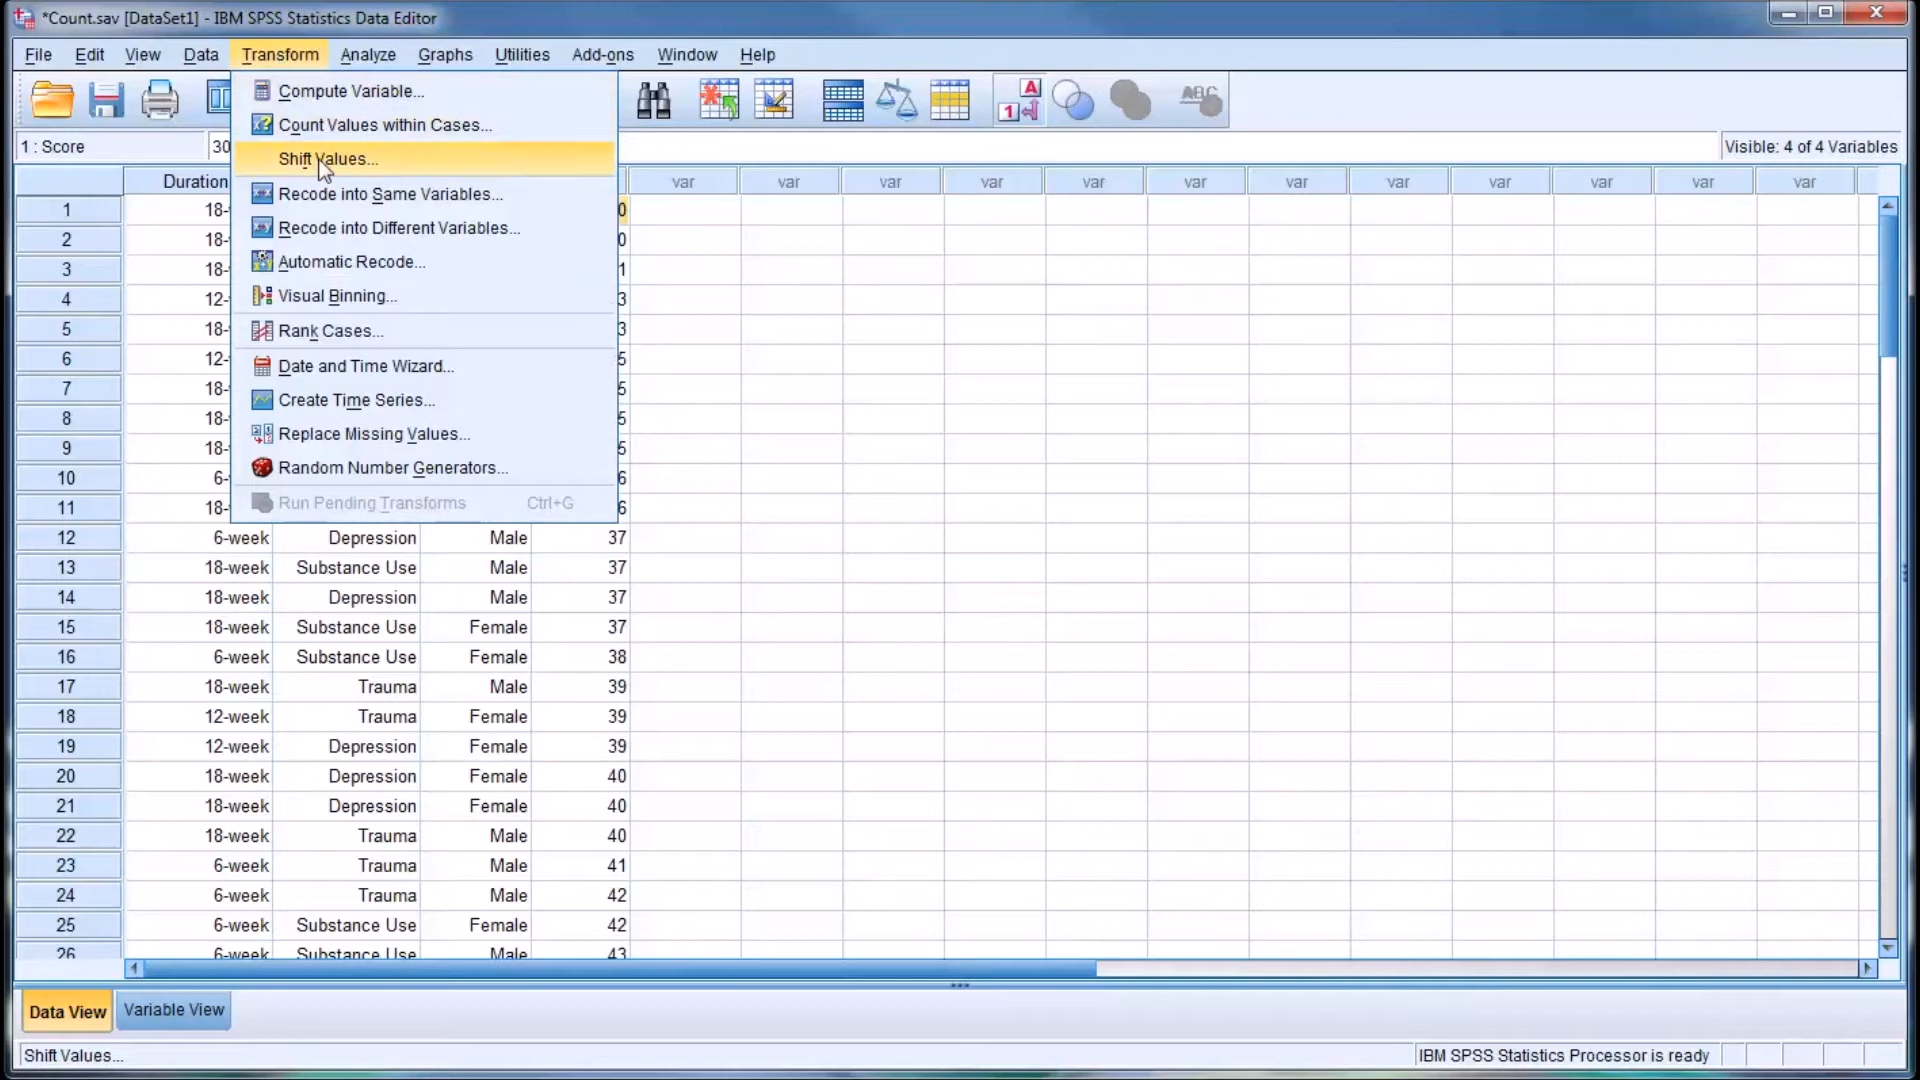 *Count.sav [DataSet1] - IBM SPSS Statistics Data Editor
File Edit View Data Transform Analyze Graphs Utilities Add-ons Window Help
Compute Variable...
Count Values within Cases...
Shift Values...
Recode into Same Variables...
Recode into Different Variables...
Automatic Recode...
Visual Binning...
Rank Cases...
Date and Time Wizard...
Create Time Series...
Replace Missing Values...
Random Number Generators...
Run Pending Transforms Ctrl+G
A
1
ABC
1 : Score 30 Visible: 4 of 4 Variables
Duration var var var var var var var var var var var var
1 18- 0
2 18- 0
3 18- 1
4 12- 3
5 18- 3
6 12- 5
7 18- 5
8 18- 5
9 18- 5
10 6- 6
11 18- 6
12 6-week Depression Male 37
13 18-week Substance Use Male 37
14 18-week Depression Male 37
15 18-week Substance Use Female 37
16 6-week Substance Use Female 38
17 18-week Trauma Male 39
18 12-week Trauma Female 39
19 12-week Depression Female 39
20 18-week Depression Female 40
21 18-week Depression Female 40
22 18-week Trauma Male 40
23 6-week Trauma Male 41
24 6-week Trauma Male 42
25 6-week Substance Use Female 42
26 6-week Substance Use Male 43
Data View Variable View
Shift Values... IBM SPSS Statistics Processor is ready